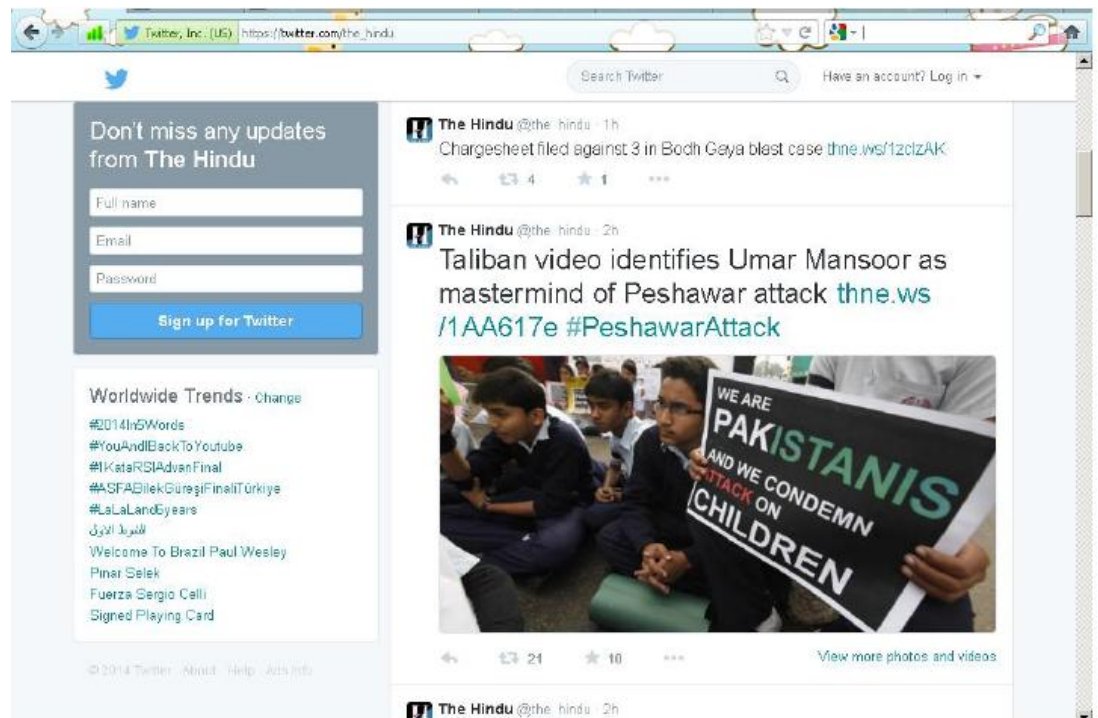 Twitter, Inc. (US) https://twitter.com/the_hindu
Search Twitter
Have an account? Log in
Don't miss any updates
from The Hindu
Full name
Email
Password
Sign up for Twitter
Worldwide Trends · Change
#2014In5Words
#YouAndIBackToYoutube
#1KataRSIAdvanFinal
#ASFABilekGüreşiFinaliTürkiye
#LaLaLand6years
Welcome To Brazil Paul Wesley
Pınar Selek
Fuerza Sergio Celli
Signed Playing Card
© 2014 Twitter About Help Ads info
The Hindu @the_hindu · 1h
Chargesheet filed against 3 in Bodh Gaya blast case thne.ws/1zclzAK
4 1
The Hindu @the_hindu · 2h
Taliban video identifies Umar Mansoor as
mastermind of Peshawar attack thne.ws
/1AA617e #PeshawarAttack
WE ARE
PAKISTANIS
AND WE CONDEMN
ATTACK ON
CHILDREN
21 10
View more photos and videos
The Hindu @the_hindu · 2h